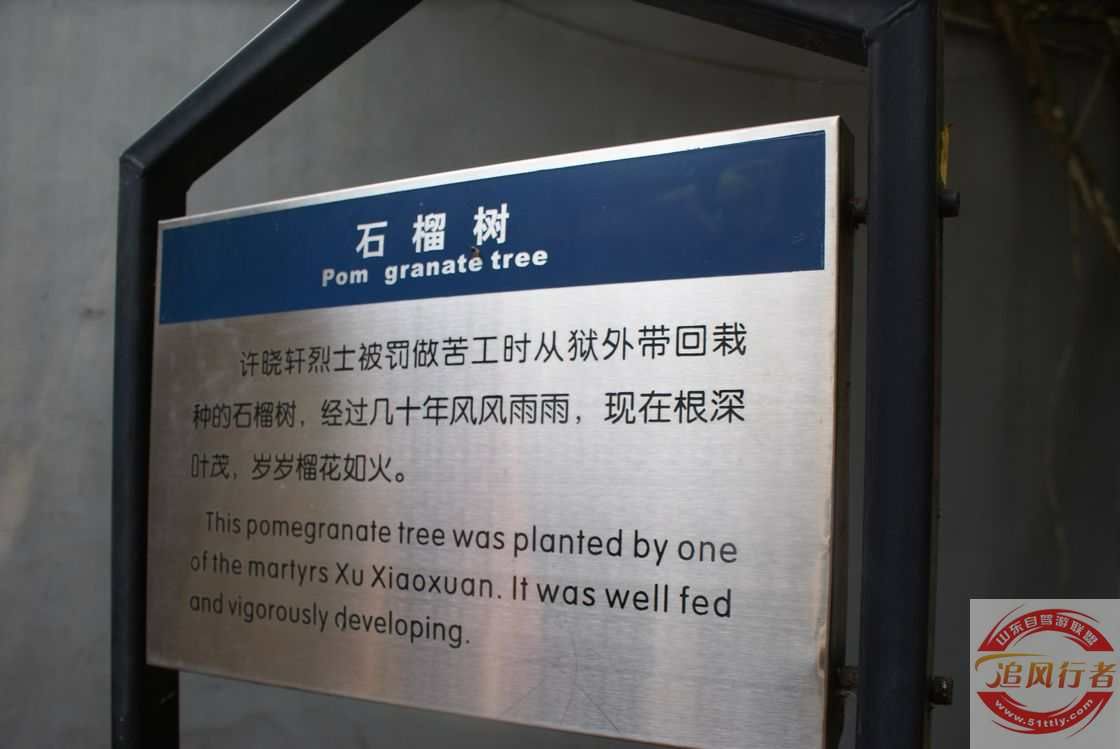 石榴树
Pom granate tree
许晓轩烈士被罚做苦工时从狱外带回栽
种的石榴树，经过几十年风风雨雨，现在根深
叶茂，岁岁榴花如火。
This pomegranate tree was planted by one
of the martyrs Xu Xiaoxuan. It was well fed
and vigorously developing.
山东自驾游联盟
追风行者
www.51ttly.com